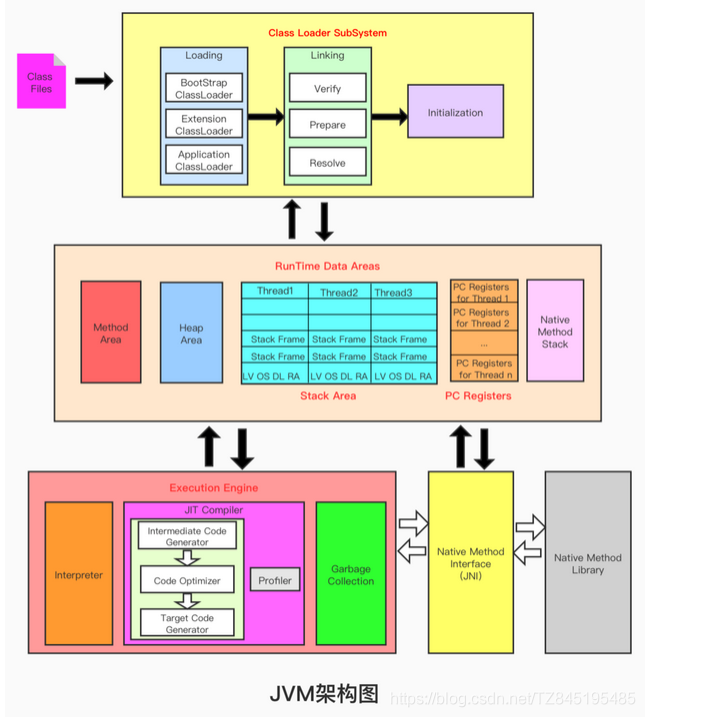 Class Loader SubSystem
Class
Files
Loading
BootStrap
ClassLoader
Extension
ClassLoader
Application
ClassLoader
Linking
Verify
Prepare
Resolve
Initialization
RunTime Data Areas
Method
Area
Heap
Area
Thread1 Thread2 Thread3
Stack Frame Stack Frame Stack Frame
Stack Frame Stack Frame Stack Frame
LV OS DL RA LV OS DL RA LV OS DL RA
Stack Area
PC Registers
for Thread 1
PC Registers
for Thread 2
...
PC Registers
for Thread n
PC Registers
Native
Method
Stack
Execution Engine
Interpreter
JIT Compiler
Intermediate Code
Generator
Code Optimizer
Target Code
Generator
Profiler
Garbage
Collection
Native Method
Interface
(JNI)
Native Method
Library
JVM架构图
https://blog.csdn.net/TZ845195485